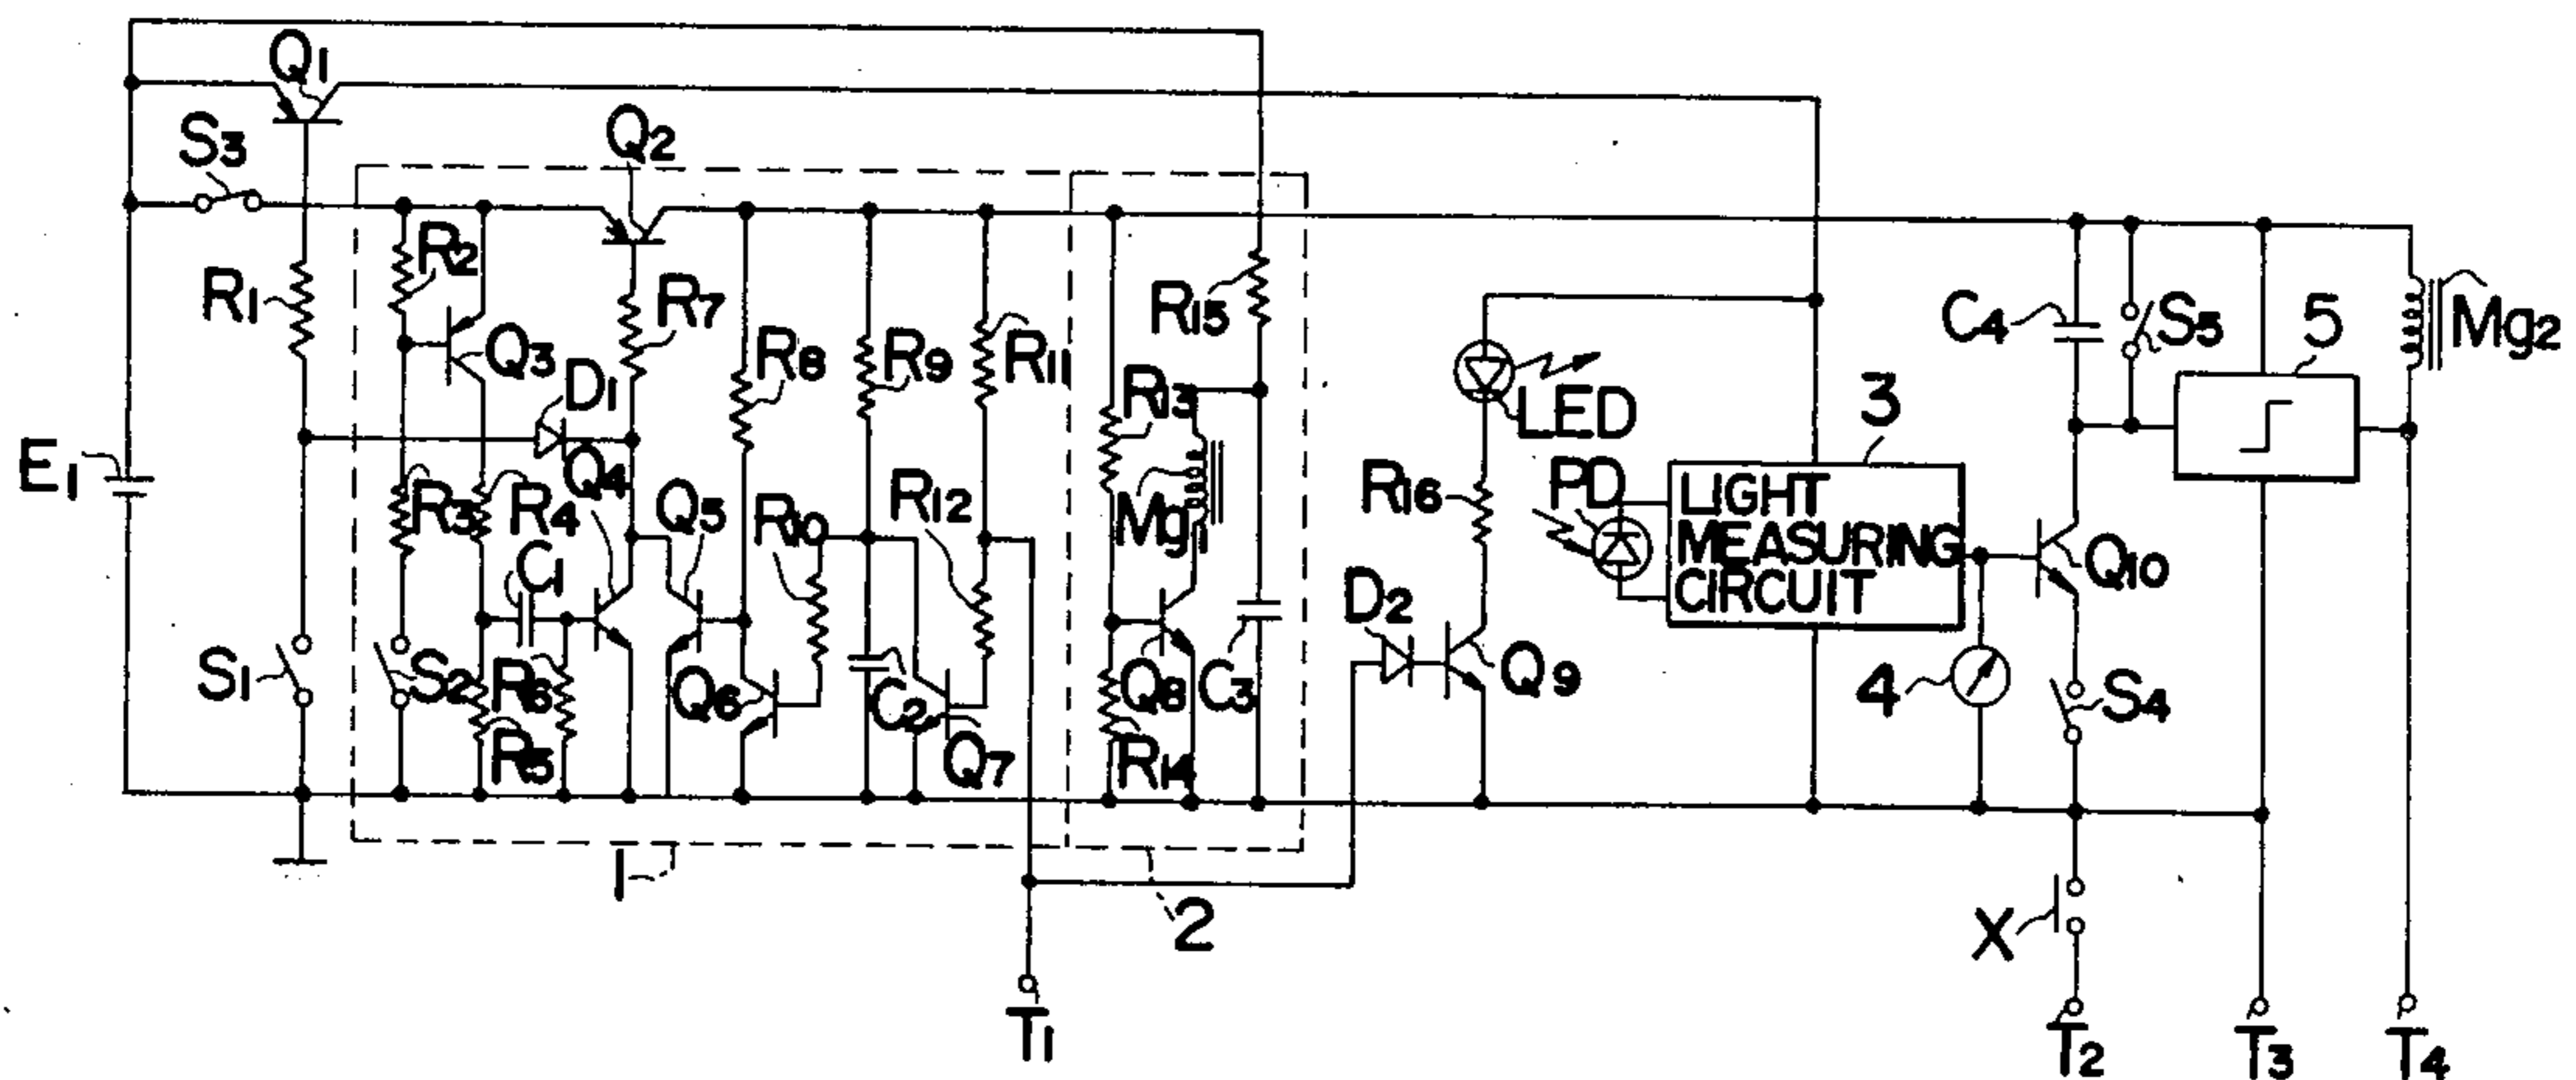 Q1
Q2
S3
R2
R1
R7
R15
C4
S5
5
Mg2
Q3
D1
R8
R9
R11
R13
LED
3
E1
Q4
R3
R4
Q5
R10
R12
Mg1
R16
PD
LIGHT
MEASURING
CIRCUIT
Q10
C1
D2
S1
S2
R6
Q6
C2
Q8
C3
Q9
4
S4
R5
Q7
R14
1
2
X
T1
T2
T3
T4